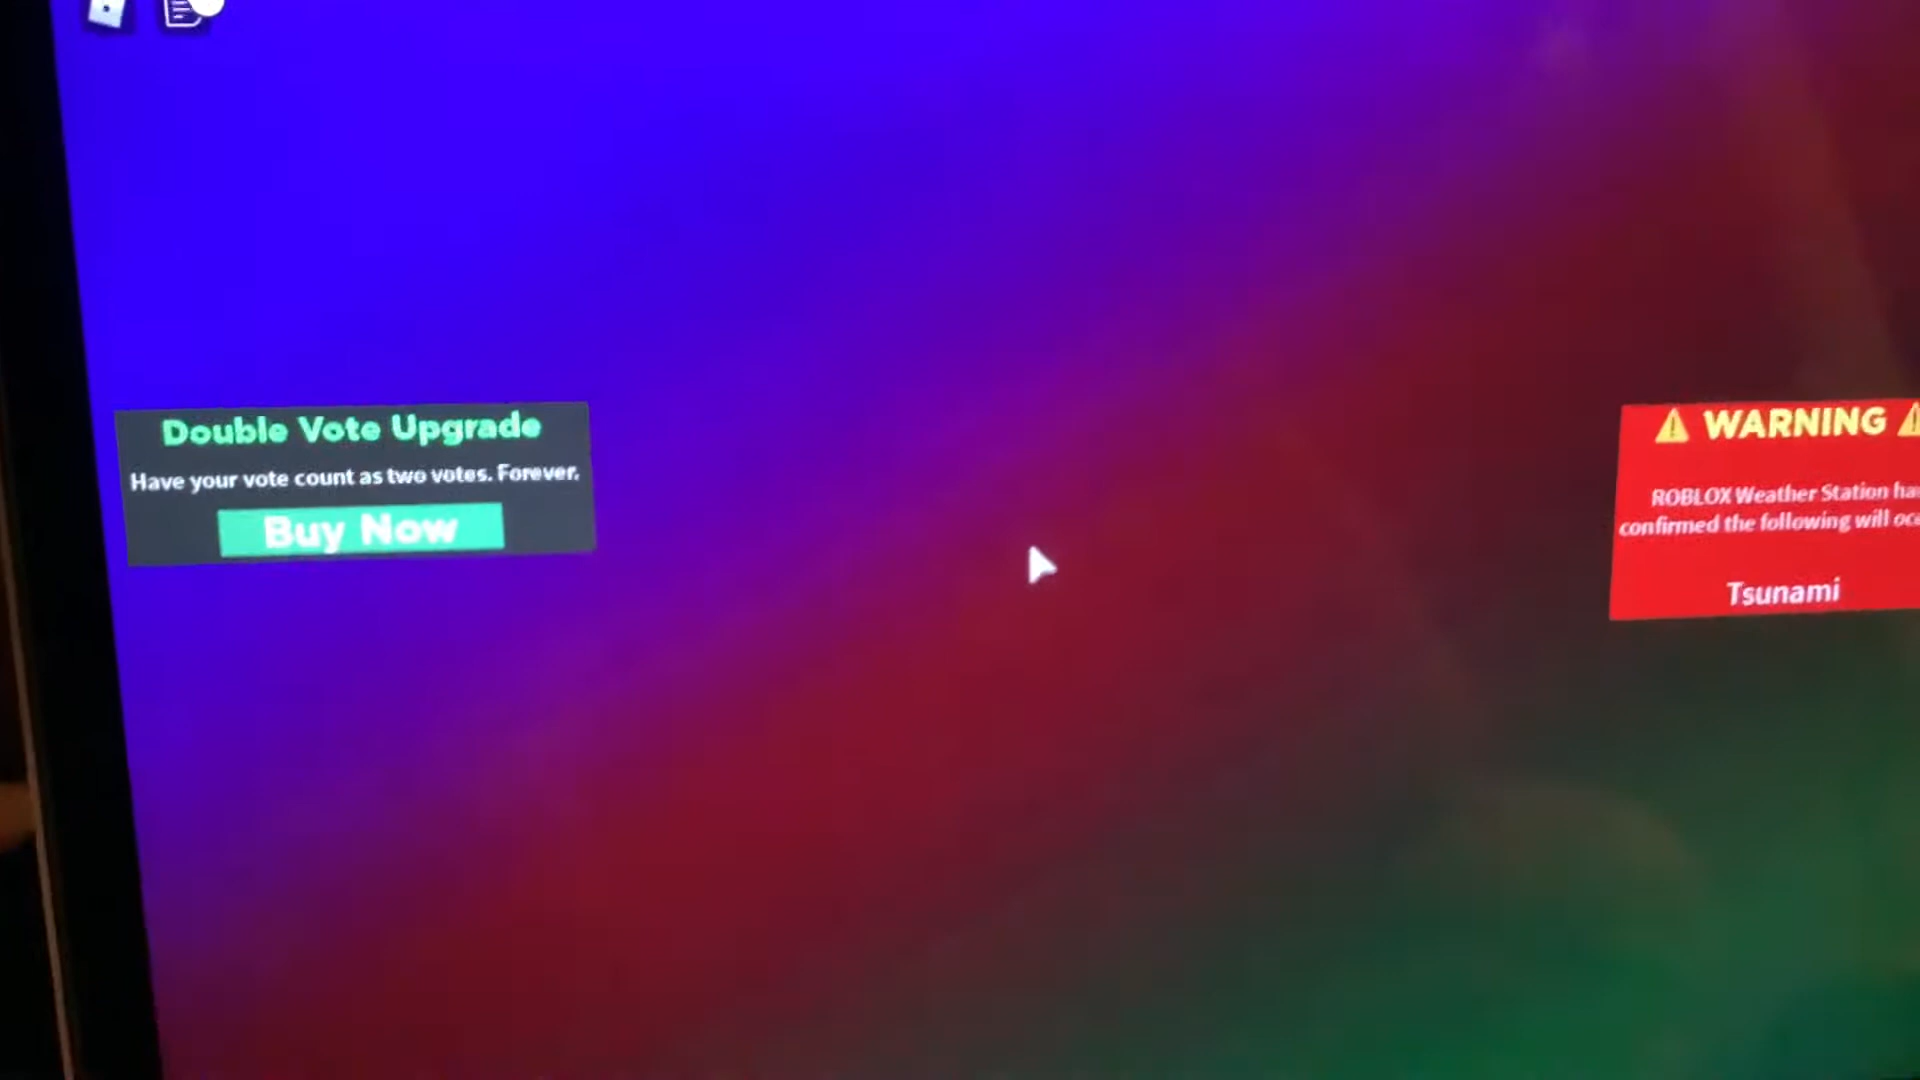 Double Vote Upgrade
Have your vote count as two votes. Forever.
Buy Now
WARNING
ROBLOX Weather Station
confirmed the following will
Tsunami